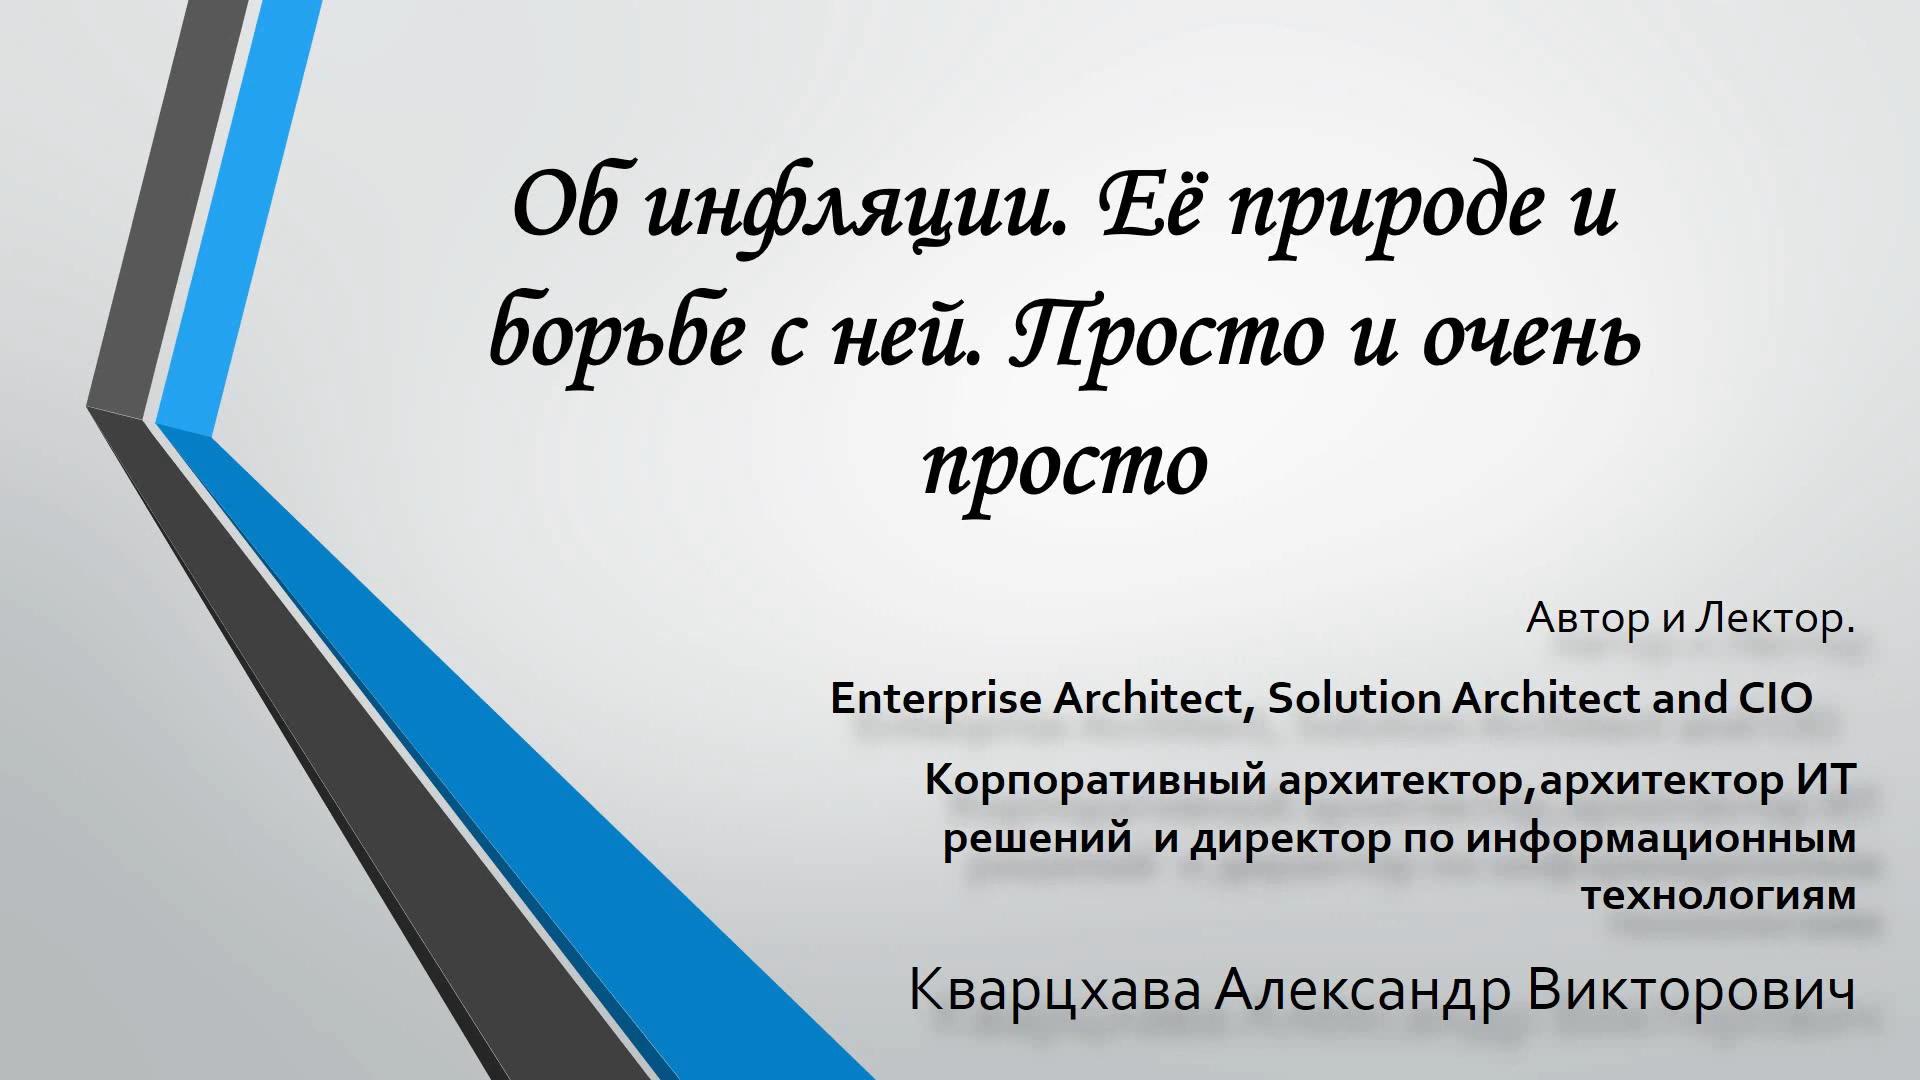 Об инфляции. Её природе и
борьбе с ней. Просто и очень
просто
Автор и Лектор.
Enterprise Architect, Solution Architect and CIO
Корпоративный архитектор,архитектор ИТ
решений  и директор по информационным
технологиям
Кварцхава Александр Викторович